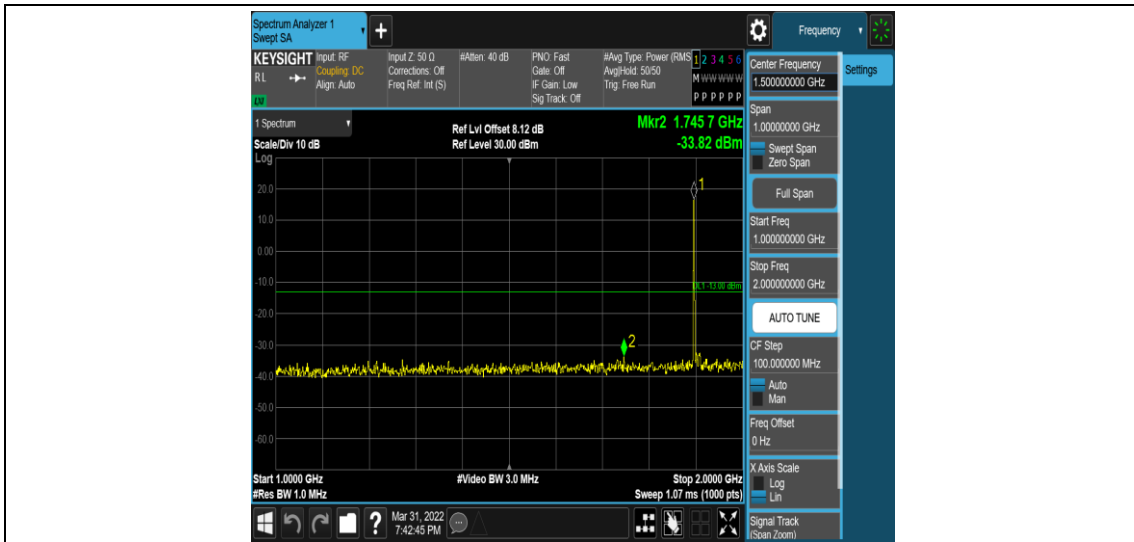 Spectrum Analyzer 1
Swept SA
+
Frequency
KEYSIGHT
RL
LXI
Input: RF
Coupling: DC
Align: Auto
Input Z: 50 Ω
Corrections: Off
Freq Ref: Int (S)
#Atten: 40 dB
PNO: Fast
Gate: Off
IF Gain: Low
Sig Track: Off
#Avg Type: Power (RMS
Avg|Hold: 50/50
Trig: Free Run
1 2 3 4 5 6
M W W W W W
P P P P P P
1 Spectrum
Scale/Div 10 dB
Ref Lvl Offset 8.12 dB
Ref Level 30.00 dBm
Mkr2 1.745 7 GHz
-33.82 dBm
Log
20.0
10.0
0.00
-10.0
-20.0
-30.0
-40.0
-50.0
-60.0
1
DL1 -13.00 dBm
2
Start 1.0000 GHz
#Res BW 1.0 MHz
#Video BW 3.0 MHz
Stop 2.0000 GHz
Sweep 1.07 ms (1000 pts)
Center Frequency
1.500000000 GHz
Settings
Span
1.00000000 GHz
Swept Span
Zero Span
Full Span
Start Freq
1.000000000 GHz
Stop Freq
2.000000000 GHz
AUTO TUNE
CF Step
100.000000 MHz
Auto
Man
Freq Offset
0 Hz
X Axis Scale
Log
Lin
Signal Track
(Span Zoom)
?
Mar 31, 2022
7:42:45 PM